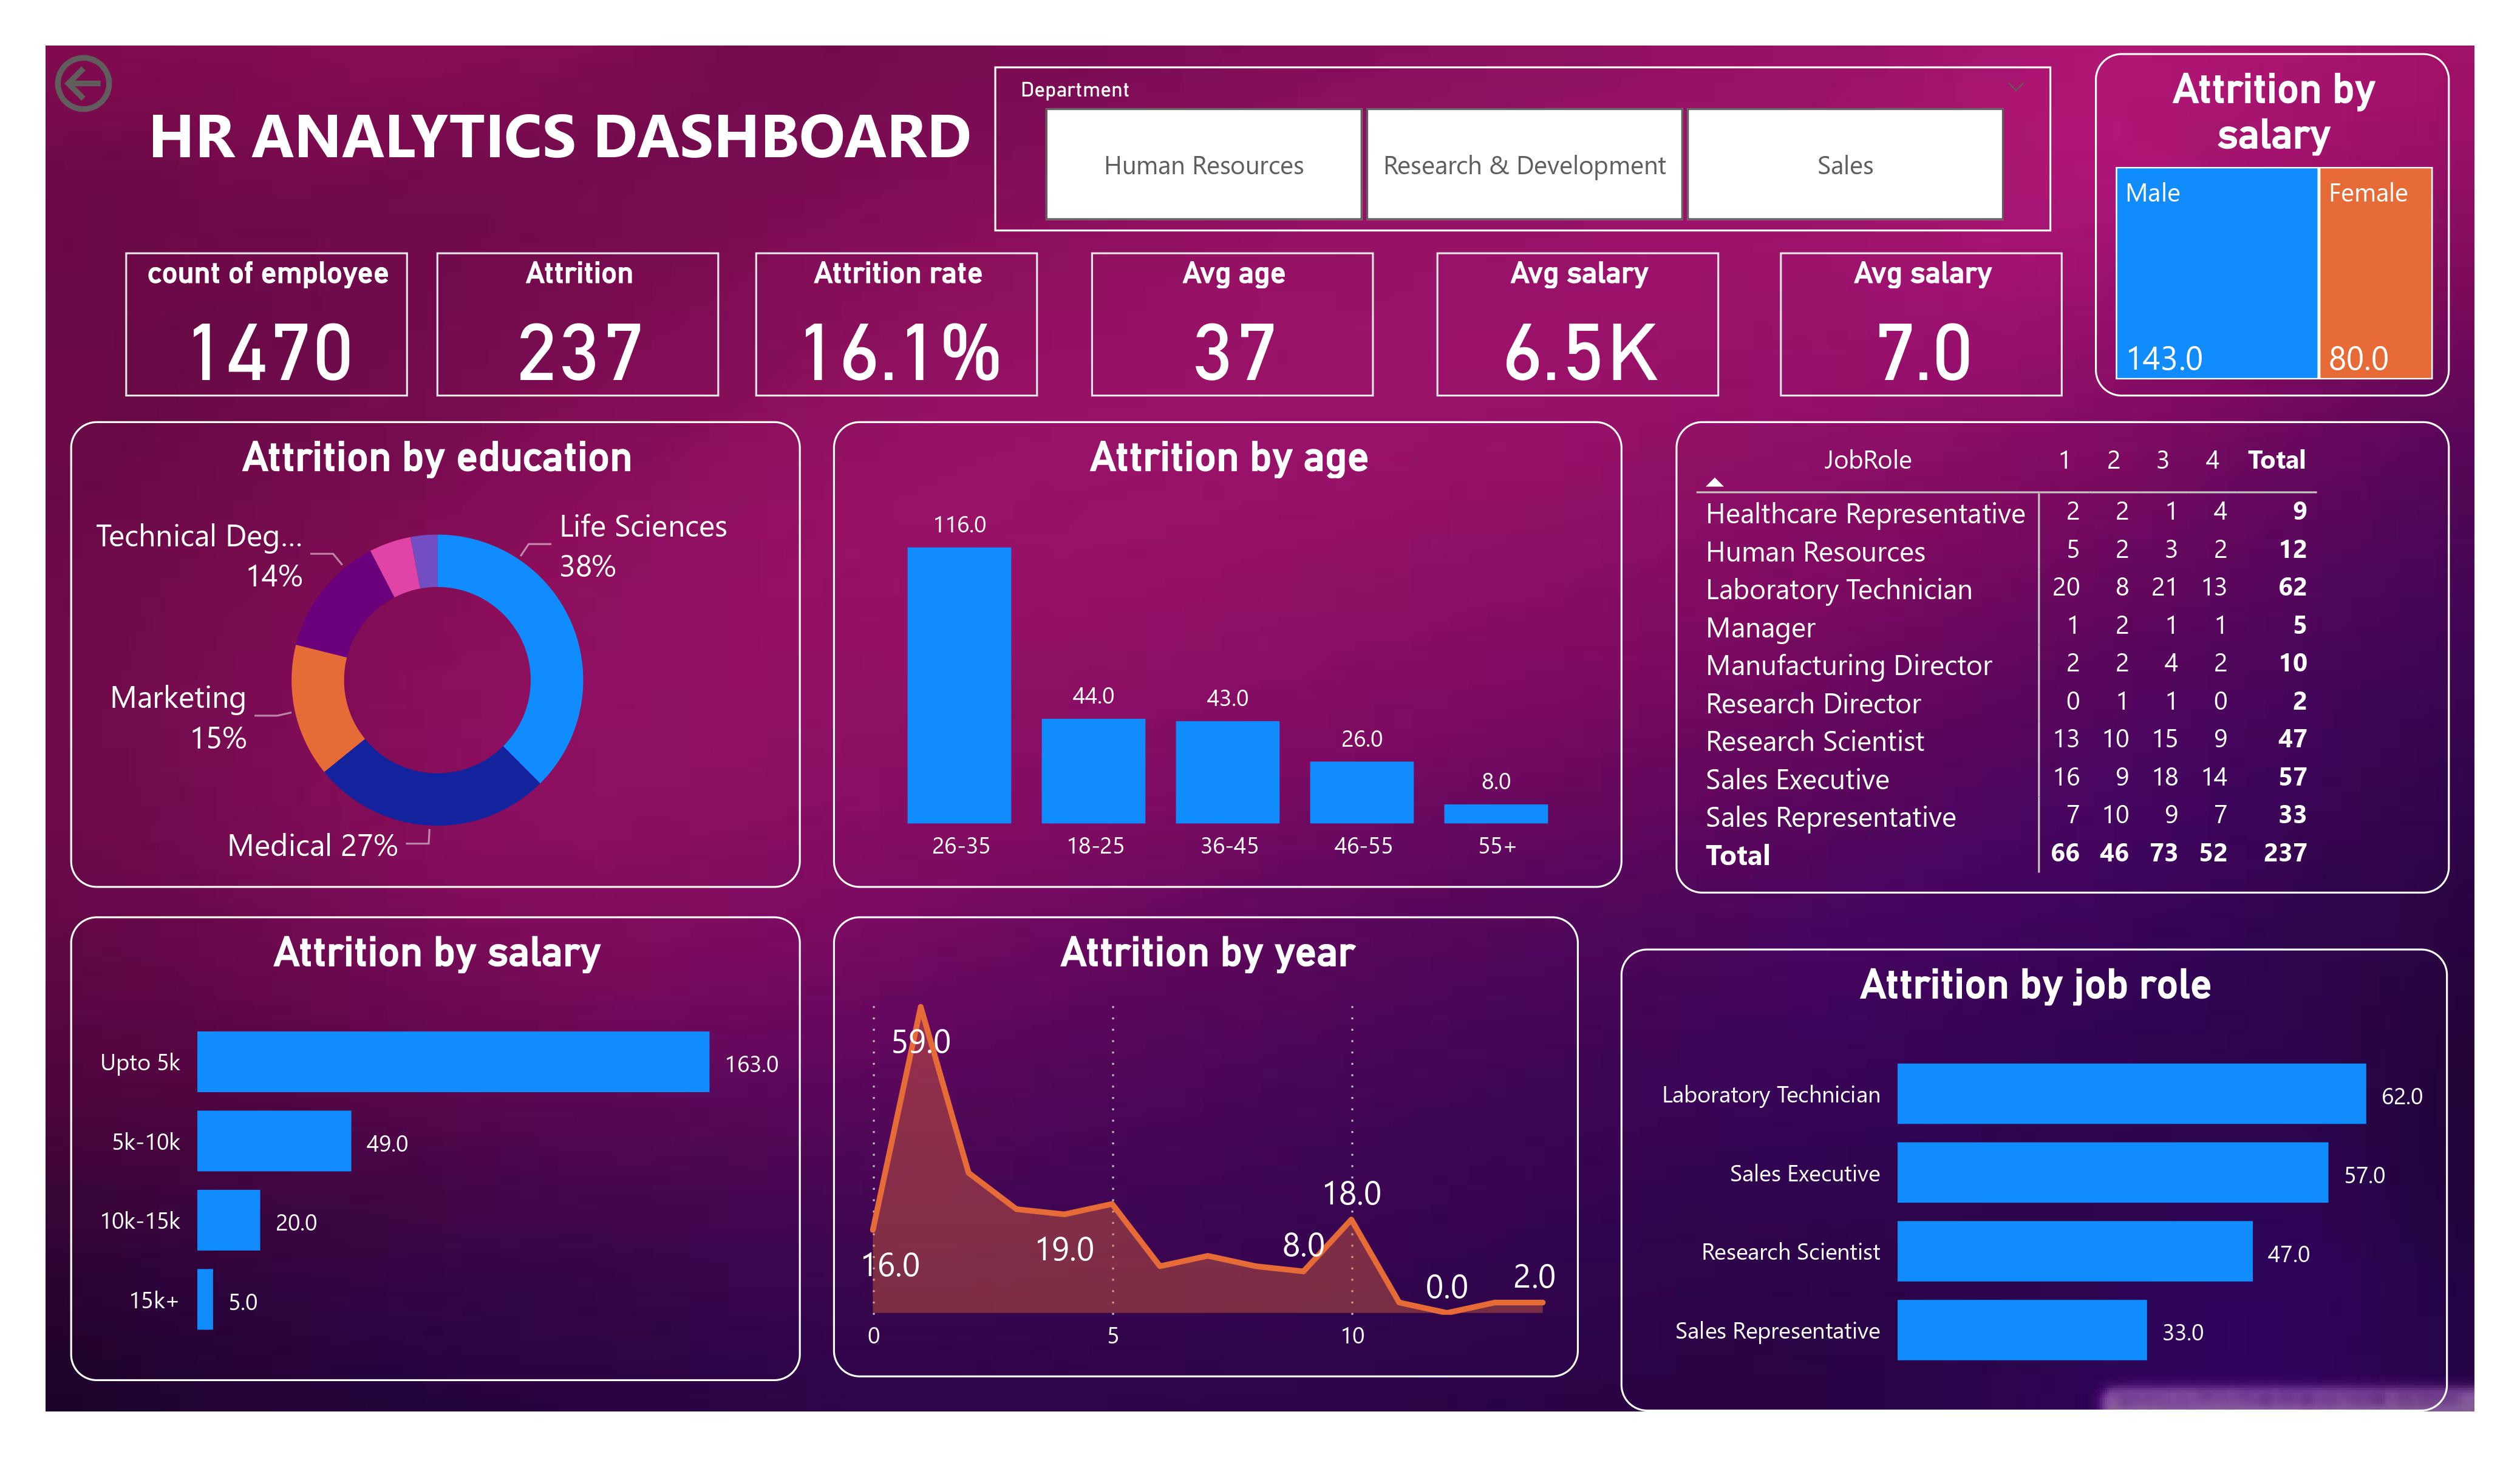 HR ANALYTICS DASHBOARD
Department
Human Resources
Research & Development
Sales
Attrition by
salary
Male
Female
143.0
80.0
count of employee
1470
Attrition
237
Attrition rate
16.1%
Avg age
37
Avg salary
6.5K
Avg salary
7.0
Attrition by education
Life Sciences
38%
Technical Deg...
14%
Marketing
15%
Medical 27%
Attrition by age
116.0
44.0
43.0
26.0
8.0
26-35 18-25 36-45 46-55 55+
JobRole 1 2 3 4 Total
Healthcare Representative 2 2 1 4 9
Human Resources 5 2 3 2 12
Laboratory Technician 20 8 21 13 62
Manager 1 2 1 1 5
Manufacturing Director 2 2 4 2 10
Research Director 0 1 1 0 2
Research Scientist 13 10 15 9 47
Sales Executive 16 9 18 14 57
Sales Representative 7 10 9 7 33
Total 66 46 73 52 237
Attrition by salary
Upto 5k 163.0
5k-10k 49.0
10k-15k 20.0
15k+ 5.0
Attrition by year
59.0
16.0
19.0
8.0
18.0
0.0
2.0
0 5 10
Attrition by job role
Laboratory Technician 62.0
Sales Executive 57.0
Research Scientist 47.0
Sales Representative 33.0